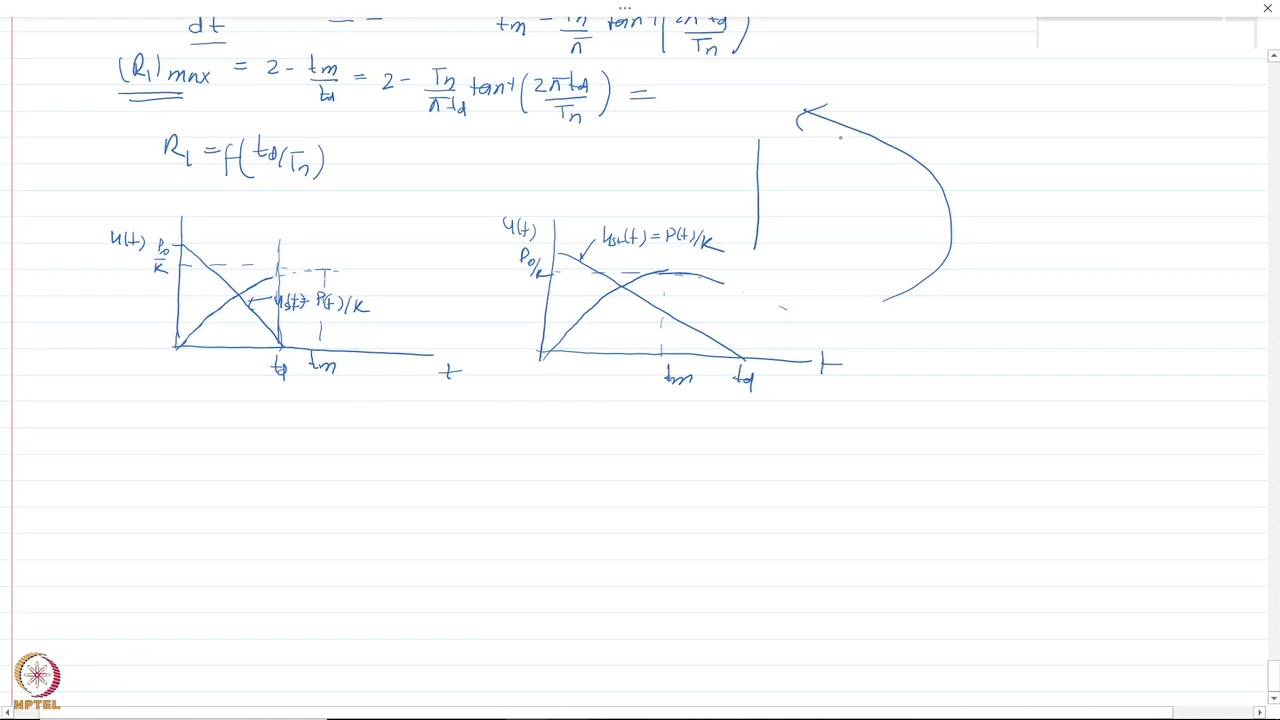 dt
tm = Tn/π tan⁻¹(2πtd/Tn)
(R1)max = 2 - tm/td = 2 - Tn/πtd tan⁻¹(2πtd/Tn) =
R1 = f(td/Tn)
u(t) P0/K
ust(t) = P(t)/K
td tm t
u(t)
P0/K
ust(t) = P(t)/K
tm td t
NPTEL